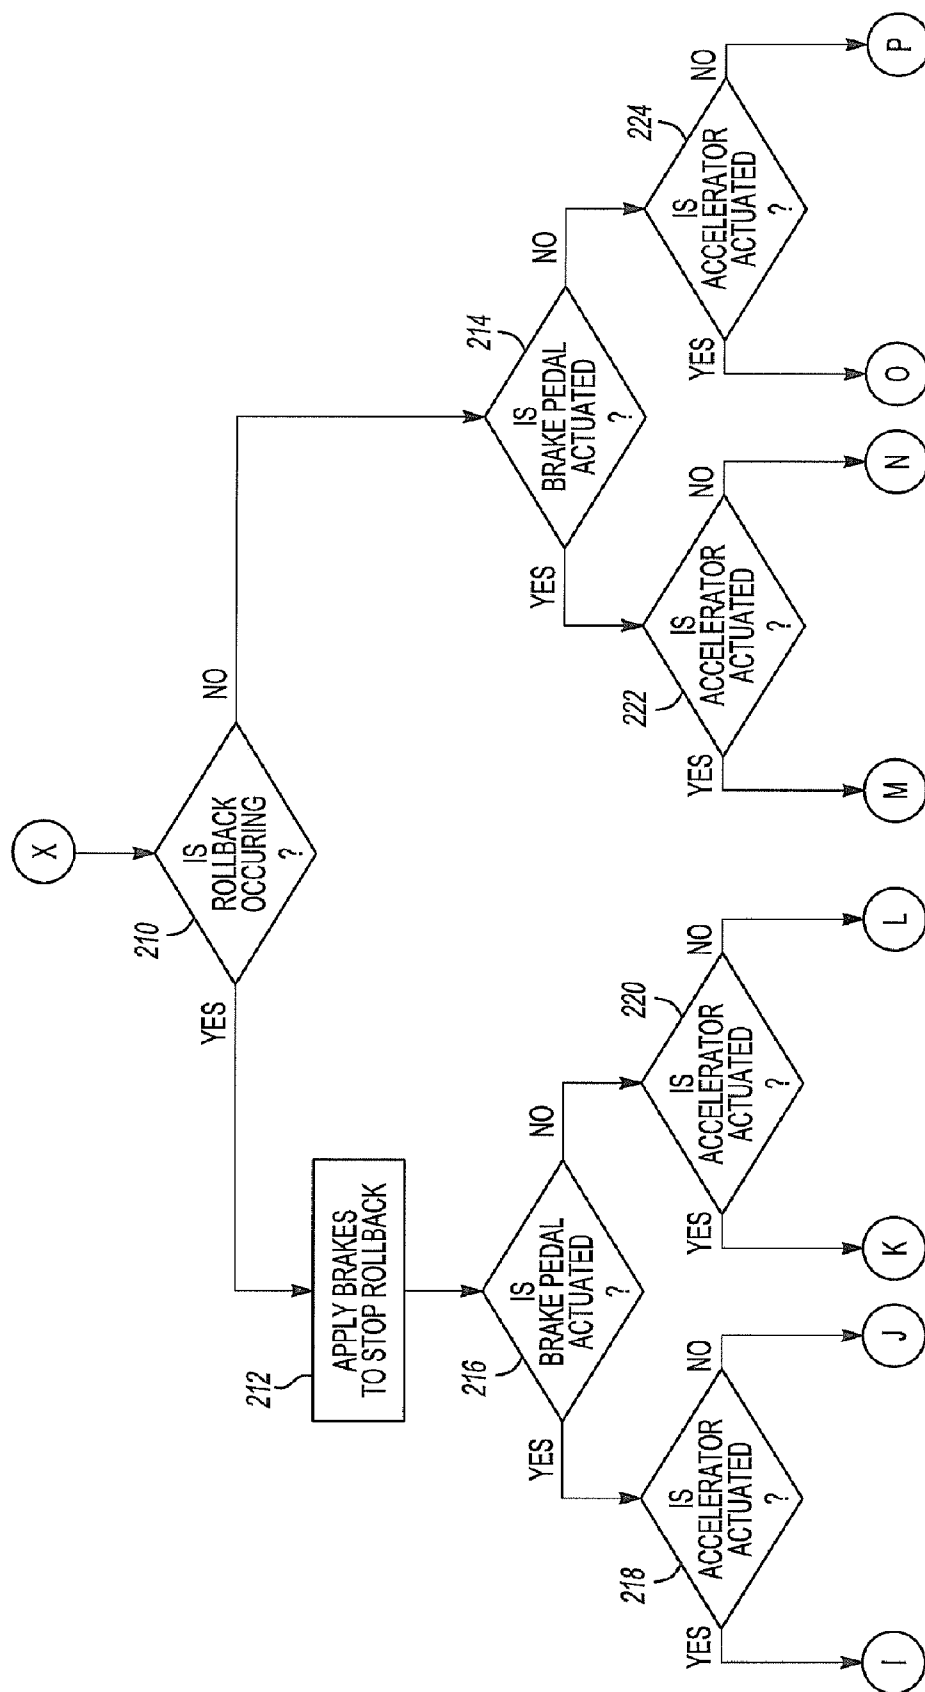 X
210
IS
ROLLBACK
OCCURING
?
YES
NO
212
APPLY BRAKES
TO STOP ROLLBACK
216
IS
BRAKE PEDAL
ACTUATED
?
YES
NO
214
IS
BRAKE PEDAL
ACTUATED
?
YES
NO
218
IS
ACCELERATOR
ACTUATED
?
YES
NO
220
IS
ACCELERATOR
ACTUATED
?
YES
NO
222
IS
ACCELERATOR
ACTUATED
?
YES
NO
224
IS
ACCELERATOR
ACTUATED
?
YES
NO
I
J
K
L
M
N
O
P